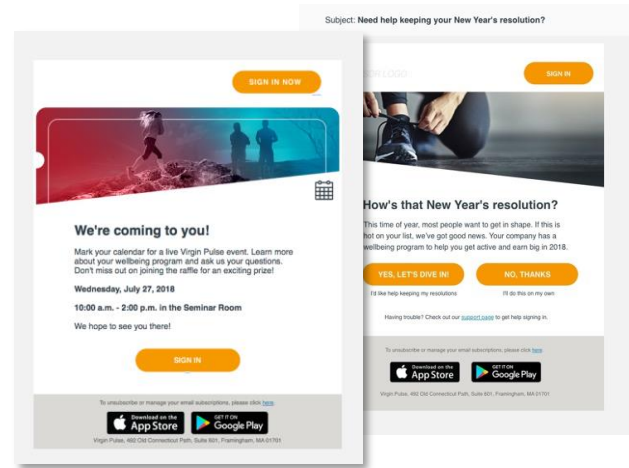 Subject: Need help keeping your New Year's resolution?
SIGN IN NOW
We're coming to you!
Mark your calendar for a live Virgin Pulse event. Learn more
about your wellbeing program and ask us your questions.
Don't miss out on joining the raffle for an exciting prize!
Wednesday, July 27, 2018
10:00 a.m. - 2:00 p.m. in the Seminar Room
We hope to see you there!
SIGN IN
To unsubscribe or manage your email subscriptions, please click here.
Download on the
App Store
GET IT ON
Google Play
Virgin Pulse, 492 Old Connecticut Path, Suite 601, Framingham, MA 01701
LOGO
SIGN IN
How's that New Year's resolution?
This time of year, most people want to get in shape. If this is
hot on your list, we've got good news. Your company has a
wellbeing program to help you get active and earn big in 2018.
YES, LET'S DIVE IN!
NO, THANKS
I'd like help keeping my resolutions
I'll do this on my own
Having trouble? Check out our support page to get help signing in.
To unsubscribe or manage your email subscriptions, please click here.
Download on the
App Store
GET IT ON
Google Play
Virgin Pulse, 492 Old Connecticut Path, Suite 601, Framingham, MA 01701